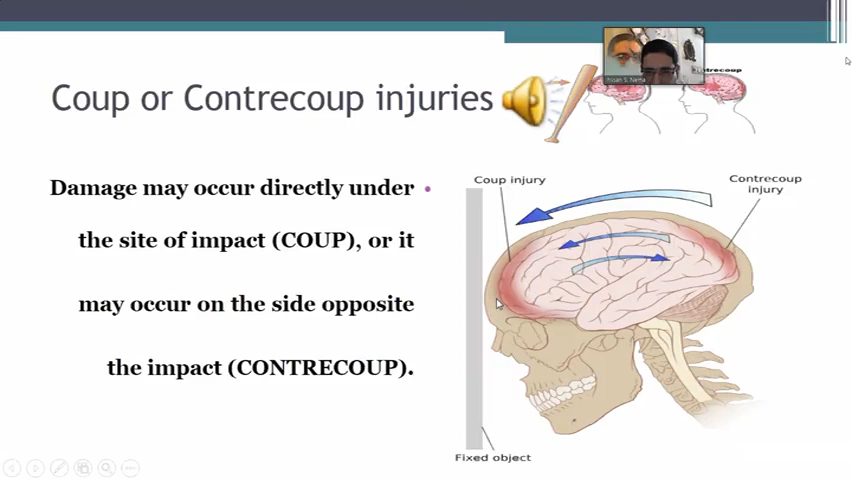 Coup or Contrecoup injuries
Damage may occur directly under
the site of impact (COUP), or it
may occur on the side opposite
the impact (CONTRECOUP).
Coup injury
Contrecoup
injury
Fixed object